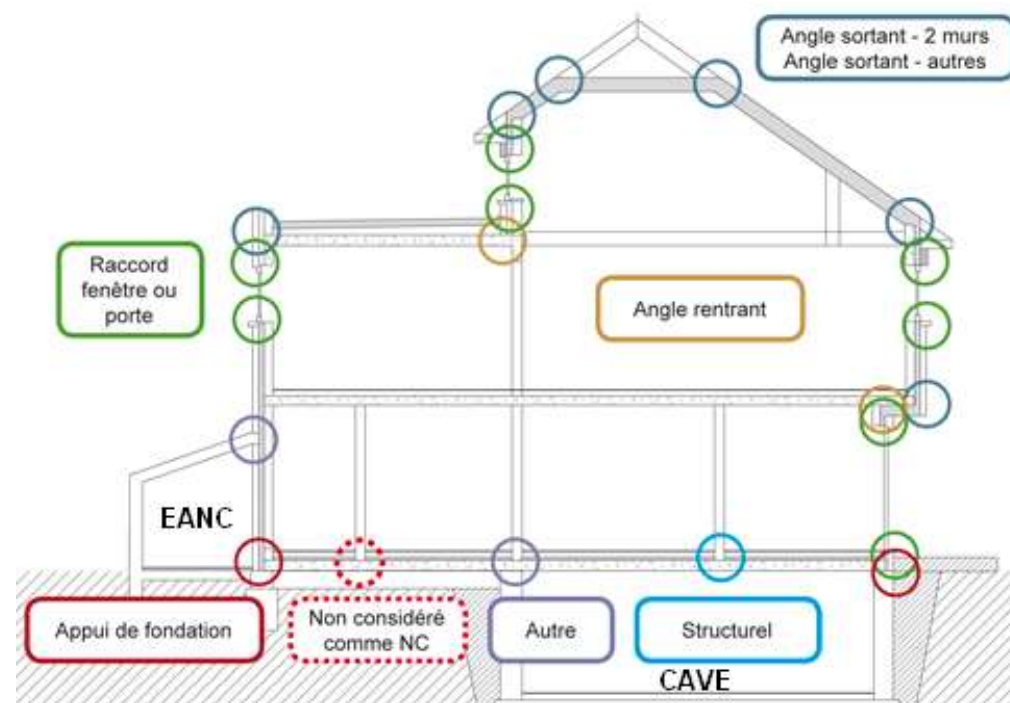 Angle sortant - 2 murs
Angle sortant - autres
Raccord
fenêtre ou
porte
Angle rentrant
EANC
Appui de fondation
Non considéré
comme NC
Autre
Structurel
CAVE